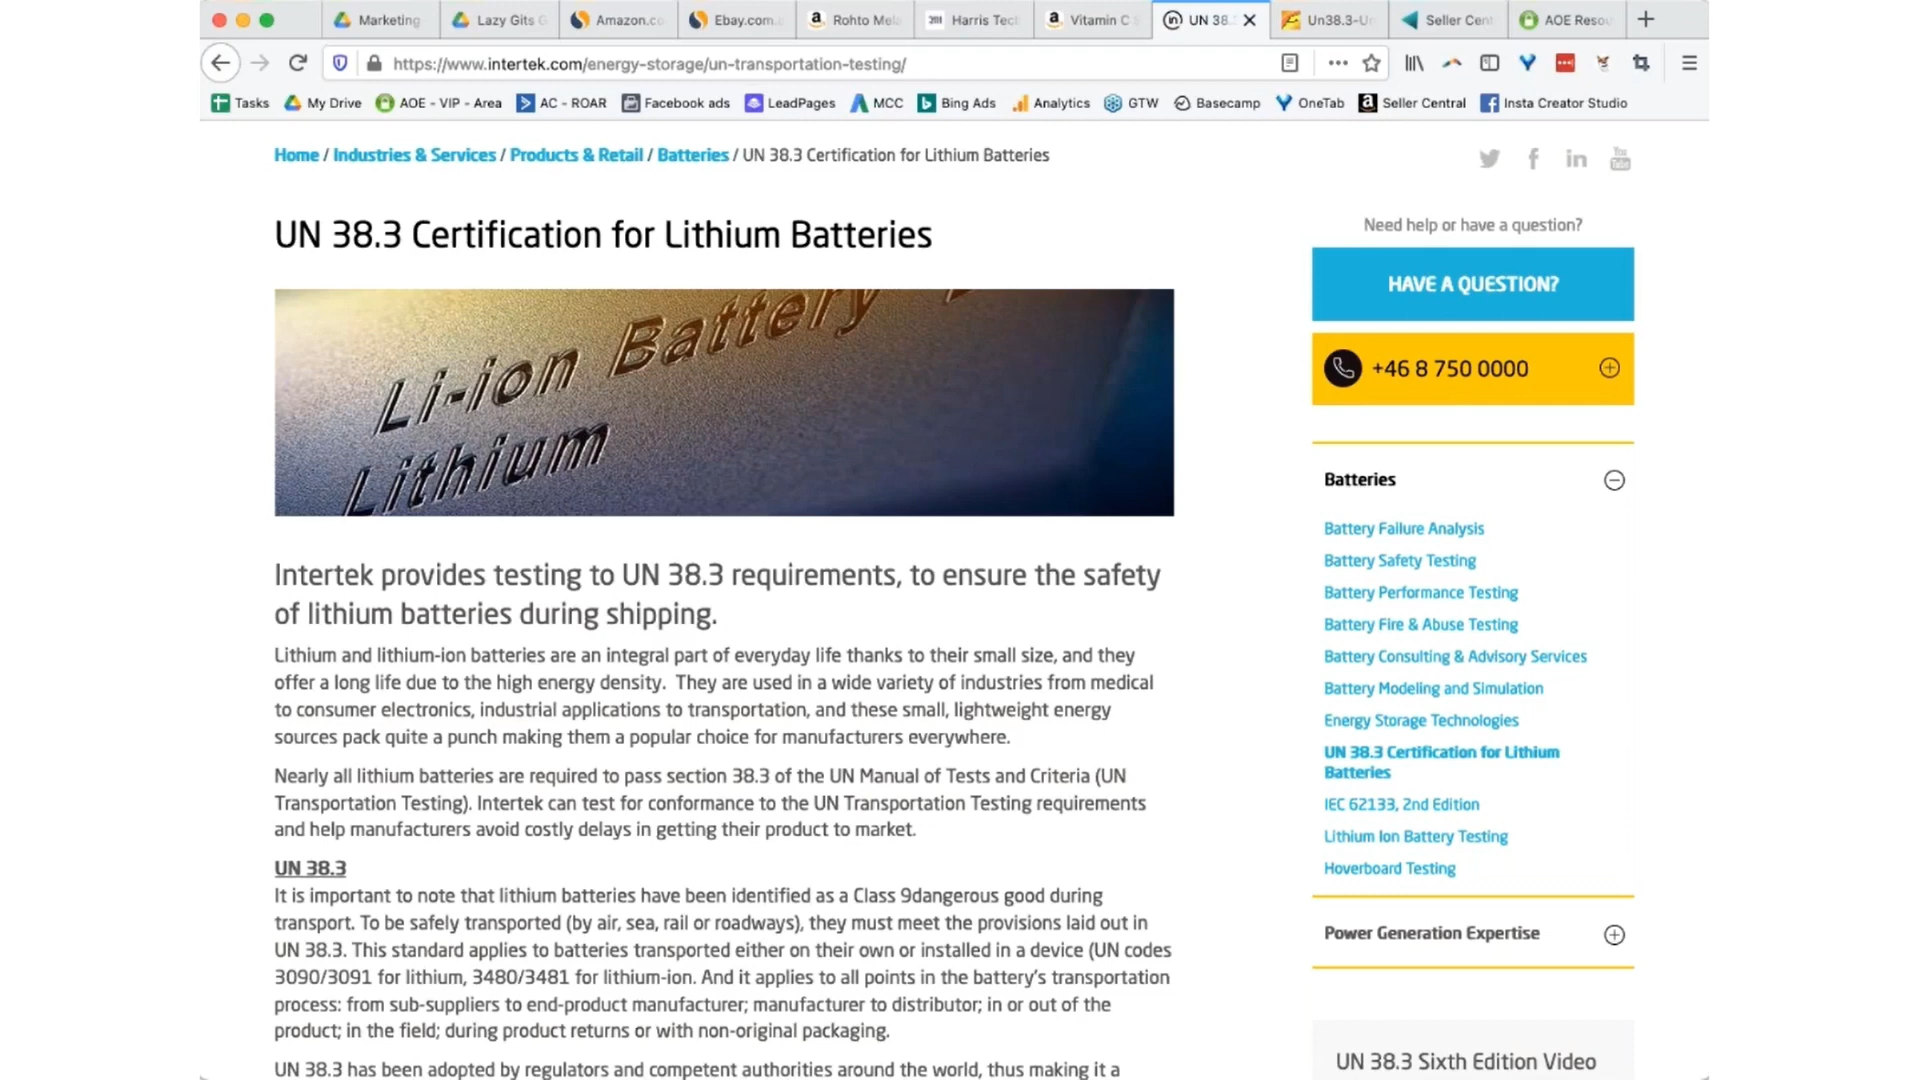 Marketing
Lazy Gits G
Amazon.co
Ebay.com.
Rohto Mela
Harris Tech
Vitamin C
UN 38.
Un38.3-Un
Seller Cent
AOE Resou
https://www.intertek.com/energy-storage/un-transportation-testing/
Tasks
My Drive
AOE - VIP - Area
AC - ROAR
Facebook ads
LeadPages
MCC
Bing Ads
Analytics
GTW
Basecamp
OneTab
Seller Central
Insta Creator Studio
Home / Industries & Services / Products & Retail / Batteries / UN 38.3 Certification for Lithium Batteries
UN 38.3 Certification for Lithium Batteries
Li-ion Battery
Lithium
Intertek provides testing to UN 38.3 requirements, to ensure the safety
of lithium batteries during shipping.
Lithium and lithium-ion batteries are an integral part of everyday life thanks to their small size, and they
offer a long life due to the high energy density. They are used in a wide variety of industries from medical
to consumer electronics, industrial applications to transportation, and these small, lightweight energy
sources pack quite a punch making them a popular choice for manufacturers everywhere.
Nearly all lithium batteries are required to pass section 38.3 of the UN Manual of Tests and Criteria (UN
Transportation Testing). Intertek can test for conformance to the UN Transportation Testing requirements
and help manufacturers avoid costly delays in getting their product to market.
UN 38.3
It is important to note that lithium batteries have been identified as a Class 9dangerous good during
transport. To be safely transported (by air, sea, rail or roadways), they must meet the provisions laid out in
UN 38.3. This standard applies to batteries transported either on their own or installed in a device (UN codes
3090/3091 for lithium, 3480/3481 for lithium-ion. And it applies to all points in the battery's transportation
process: from sub-suppliers to end-product manufacturer; manufacturer to distributor; in or out of the
product; in the field; during product returns or with non-original packaging.
UN 38.3 has been adopted by regulators and competent authorities around the world, thus making it a
Need help or have a question?
HAVE A QUESTION?
+46 8 750 0000
Batteries
Battery Failure Analysis
Battery Safety Testing
Battery Performance Testing
Battery Fire & Abuse Testing
Battery Consulting & Advisory Services
Battery Modeling and Simulation
Energy Storage Technologies
UN 38.3 Certification for Lithium
Batteries
IEC 62133, 2nd Edition
Lithium Ion Battery Testing
Hoverboard Testing
Power Generation Expertise
UN 38.3 Sixth Edition Video